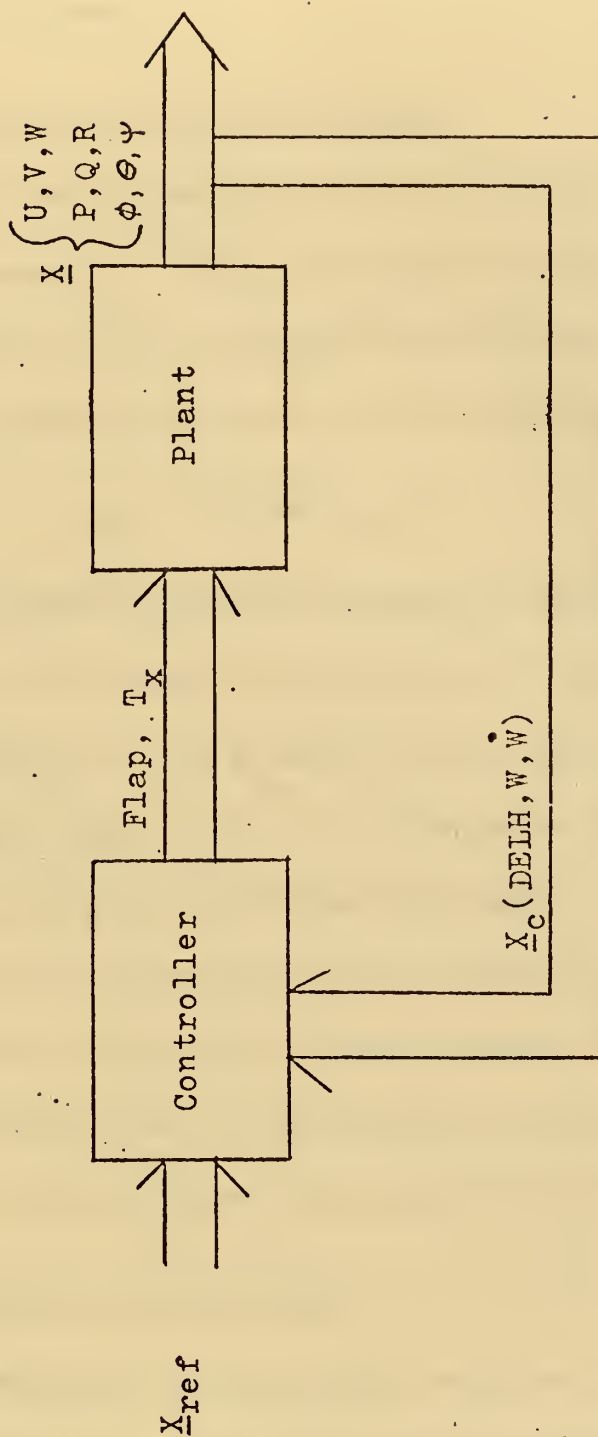 X_ref
Controller
Flap, T_x
Plant
X
U,V,W
P,Q,R
ϕ,θ,ψ
X_c(DELH,W,Ẇ)